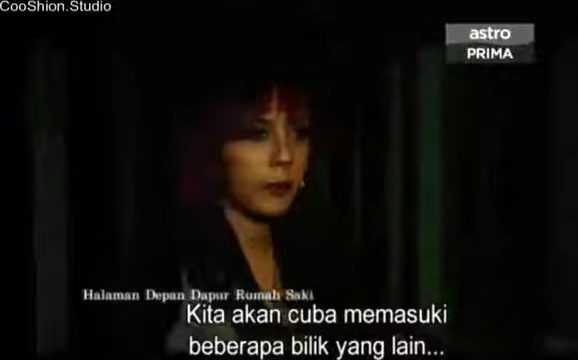 CooShion.Studio
astro
PRIMA
Halaman Depan Dapur Rumah Saki
Kita akan cuba memasuki
beberapa bilik yang lain...